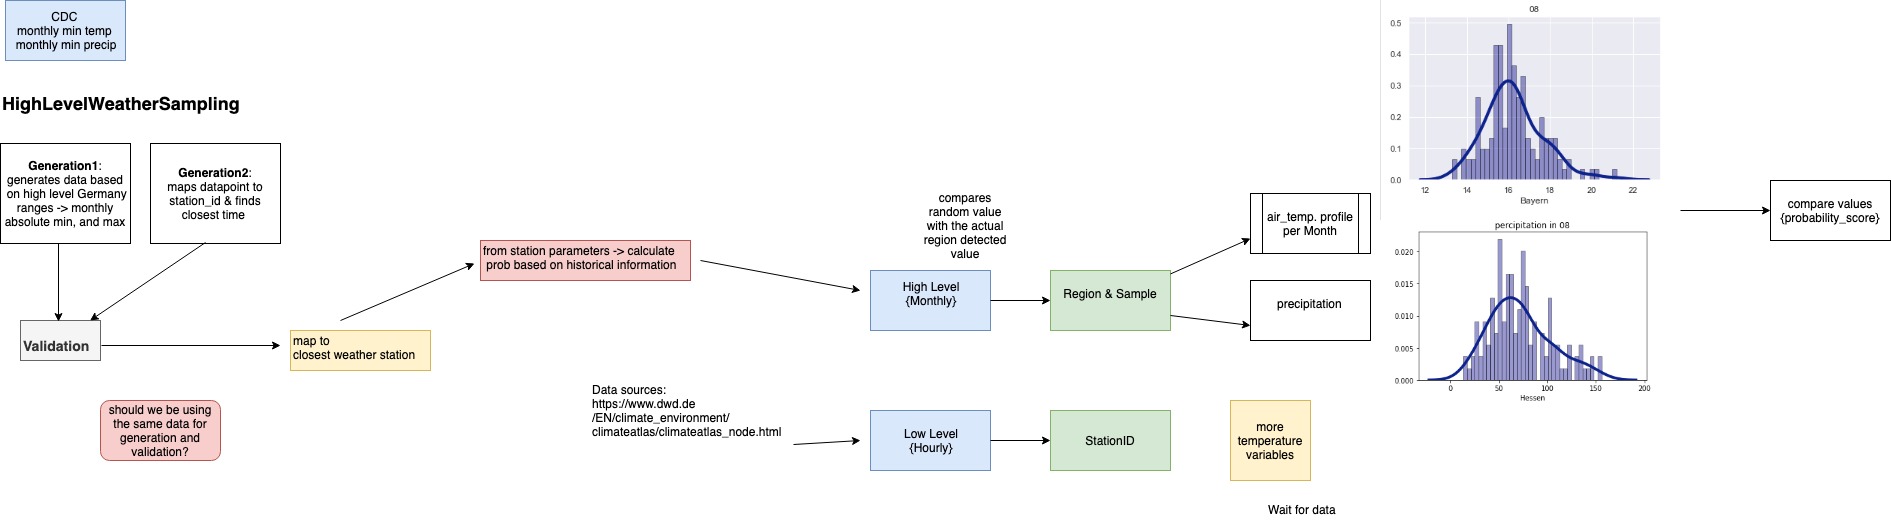 CDC
monthly min temp
monthly min precip
HighLevelWeatherSampling
Generation1:
generates data based
on high level Germany
ranges -> monthly
absolute min, and max
Generation2:
maps datapoint to
station_id & finds
closest time
Validation
map to
closest weather station
should we be using
the same data for
generation and
validation?
from station parameters -> calculate
prob based on historical information
Data sources:
https://www.dwd.de
/EN/climate_environment/
climateatlas/climateatlas_node.html
compares
random value
with the actual
region detected
value
High Level
{Monthly}
Region & Sample
air_temp. profile
per Month
precipitation
Low Level
{Hourly}
StationID
more
temperature
variables
Wait for data
08
0.5
0.4
0.3
0.2
0.1
0.0
12 14 16 18 20 22
Bayern
percipitation in 08
0.020
0.015
0.010
0.005
0.000
0 50 100 150 200
Hessen
compare values
{probability_score}